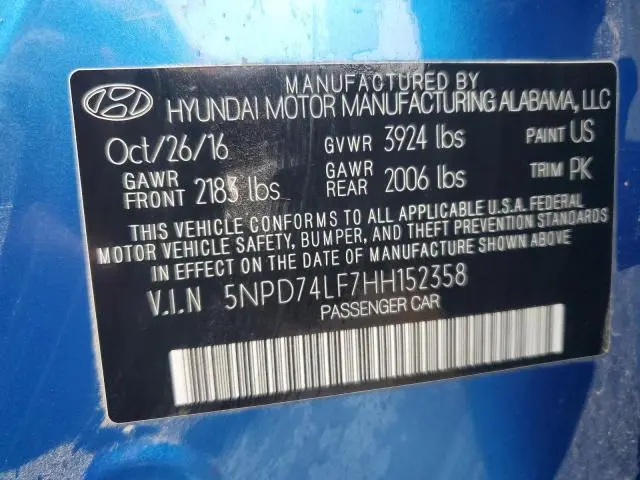 MANUFACTURED BY
HYUNDAI MOTOR MANUFACTURING ALABAMA, LLC
Oct/26/16 GVWR 3924 lbs PAINT US
GAWR FRONT 2183 lbs GAWR REAR 2006 lbs TRIM PK
THIS VEHICLE CONFORMS TO ALL APPLICABLE U.S.A. FEDERAL
MOTOR VEHICLE SAFETY, BUMPER, AND THEFT PREVENTION STANDARDS
IN EFFECT ON THE DATE OF MANUFACTURE SHOWN ABOVE
V.I.N 5NPD74LF7HH152358
PASSENGER CAR